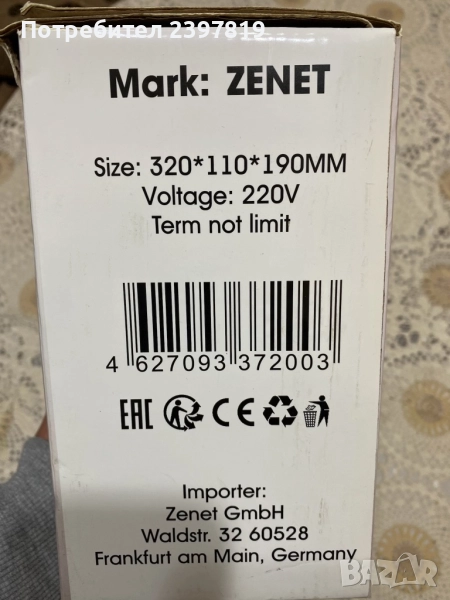 Потребител 2397819
Mark: ZENET
Size: 320*110*190MM
Voltage: 220V
Term not limit
4 627093 372003
EAC
CE
Importer:
Zenet GmbH
Waldstr. 32 60528
Frankfurt am Main, Germany
BAZAR